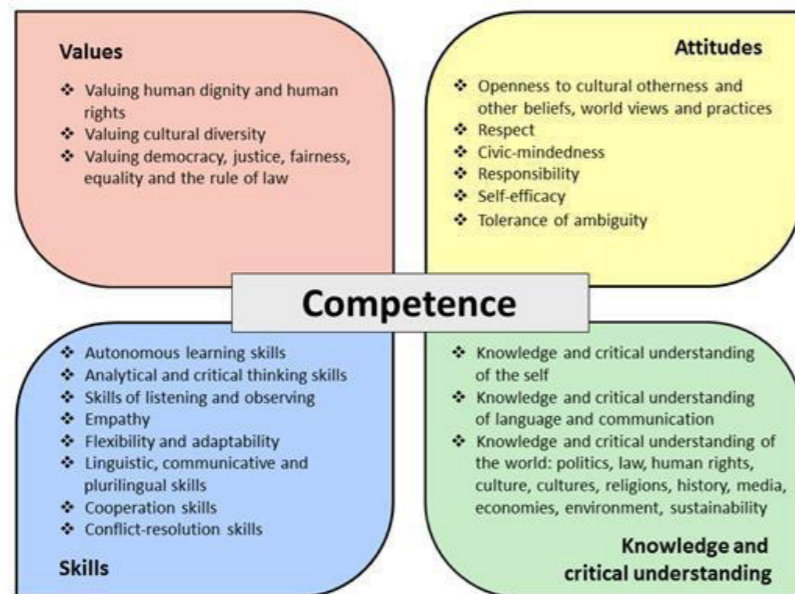 Values
❖ Valuing human dignity and human
rights
❖ Valuing cultural diversity
❖ Valuing democracy, justice, fairness,
equality and the rule of law
Attitudes
❖ Openness to cultural otherness and
other beliefs, world views and practices
❖ Respect
❖ Civic-mindedness
❖ Responsibility
❖ Self-efficacy
❖ Tolerance of ambiguity
Competence
❖ Autonomous learning skills
❖ Analytical and critical thinking skills
❖ Skills of listening and observing
❖ Empathy
❖ Flexibility and adaptability
❖ Linguistic, communicative and
plurilingual skills
❖ Cooperation skills
❖ Conflict-resolution skills
Skills
❖ Knowledge and critical understanding
of the self
❖ Knowledge and critical understanding
of language and communication
❖ Knowledge and critical understanding of
the world: politics, law, human rights,
culture, cultures, religions, history, media,
economies, environment, sustainability
Knowledge and
critical understanding